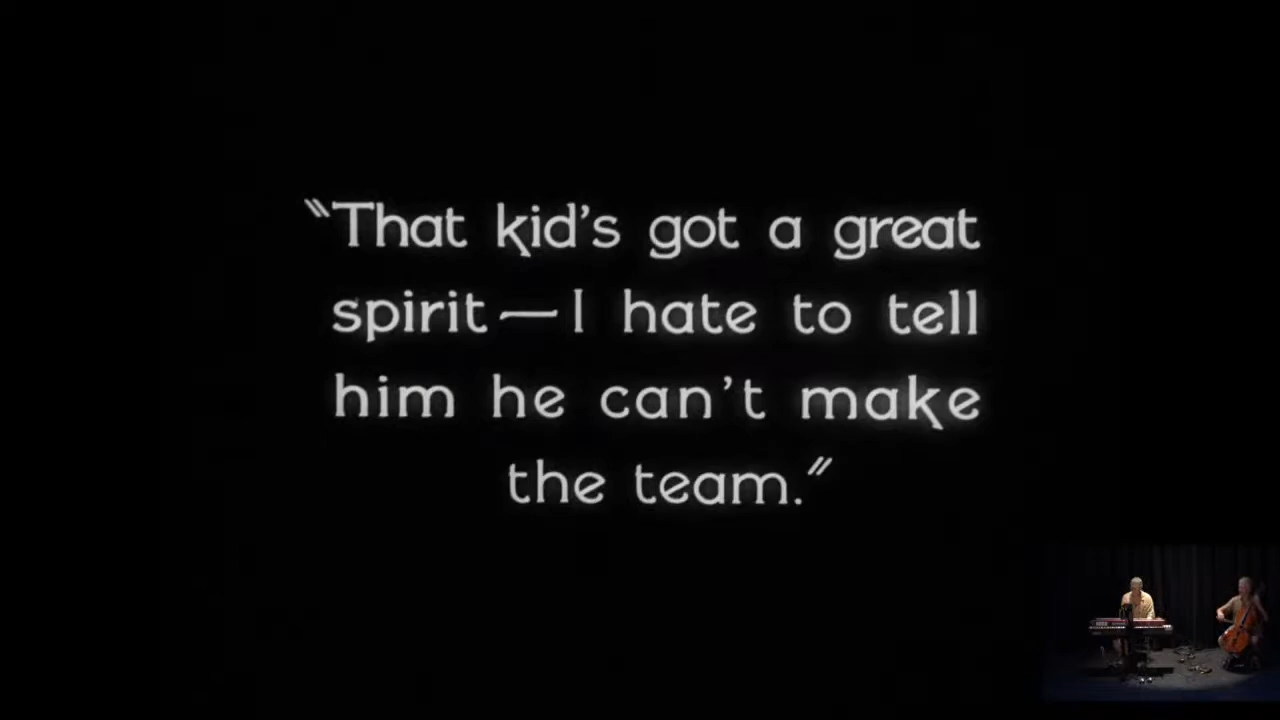 "That kid's got a great
spirit — I hate to tell
him he can't make
the team."